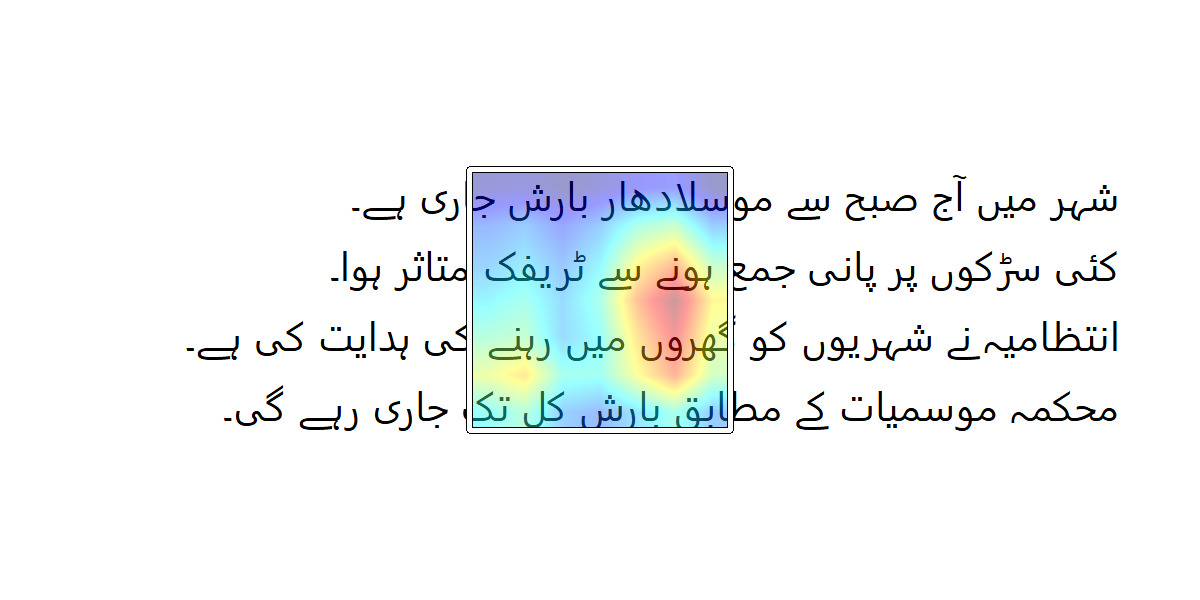 شہر میں آج صبح سے موسلادھار بارش جاری ہے۔
کئی سڑکوں پر پانی جمع ہونے سے ٹریفک متاثر ہوا۔
انتظامیہ نے شہریوں کو گھروں میں رہنے کی ہدایت کی ہے۔
محکمہ موسمیات کے مطابق بارش کل تک جاری رہے گی۔